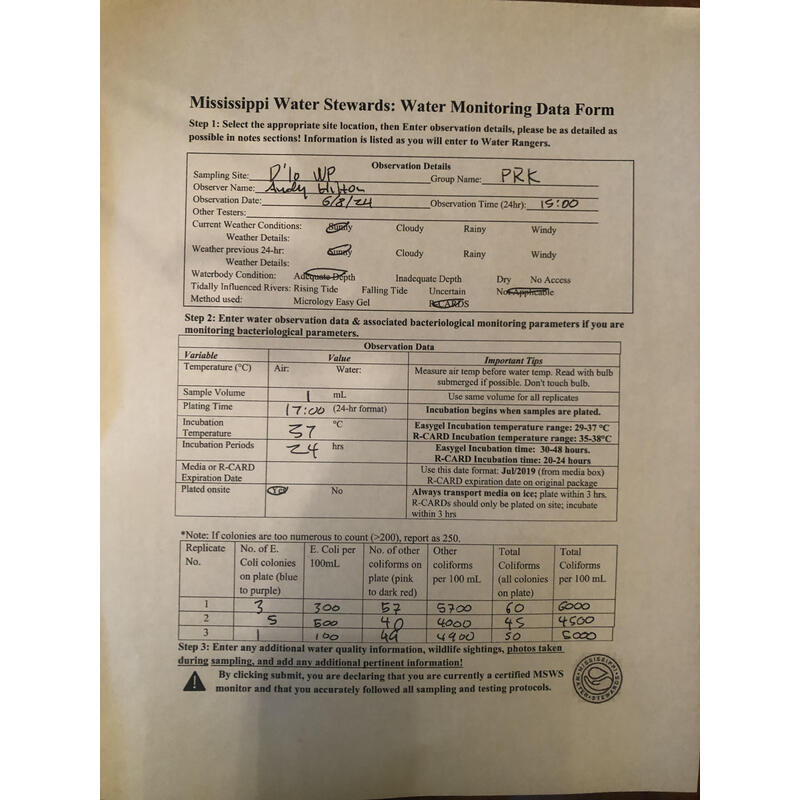 Mississippi Water Stewards: Water Monitoring Data Form
Step 1: Select the appropriate site location, then Enter observation details, please be as detailed as
possible in notes sections! Information is listed as you will enter to Water Rangers.
Observation Details
Sampling Site: D'lo WP Group Name: PRK
Observer Name: Andy Hilton
Observation Date: 6/8/24 Observation Time (24hr): 15:00
Other Testers:
Current Weather Conditions: Sunny Cloudy Rainy Windy
Weather Details:
Weather previous 24-hr: Sunny Cloudy Rainy Windy
Weather Details:
Waterbody Condition: Adequate Depth Inadequate Depth Dry No Access
Tidally Influenced Rivers: Rising Tide Falling Tide Uncertain Not Applicable
Method used: Micrology Easy Gel R-CARDS
Step 2: Enter water observation data & associated bacteriological monitoring parameters if you are
monitoring bacteriological parameters.
Observation Data
Variable Value Important Tips
Temperature (°C) Air: Water: Measure air temp before water temp. Read with bulb
submerged if possible. Don't touch bulb.
Sample Volume 1 mL Use same volume for all replicates
Plating Time 17:00 (24-hr format) Incubation begins when samples are plated.
Incubation 37 °C Easygel Incubation temperature range: 29-37 °C
Temperature R-CARD Incubation temperature range: 35-38°C
Incubation Periods 24 hrs Easygel Incubation time: 30-48 hours.
R-CARD Incubation time: 20-24 hours
Media or R-CARD Use this date format: Jul/2019 (from media box)
Expiration Date R-CARD expiration date on original package
Plated onsite Yes No Always transport media on ice; plate within 3 hrs.
R-CARDs should only be plated on site; incubate
within 3 hrs
*Note: If colonies are too numerous to count (>200), report as 250.
Replicate No. of E. E. Coli per No. of other Other Total Total
No. Coli colonies 100mL coliforms on coliforms Coliforms Coliforms
on plate (blue plate (pink per 100 mL (all colonies per 100 mL
to purple) to dark red) on plate)
1 3 300 57 5700 60 6000
2 5 500 40 4000 45 4500
3 1 100 49 4900 50 5000
Step 3: Enter any additional water quality information, wildlife sightings, photos taken
during sampling, and add any additional pertinent information!
By clicking submit, you are declaring that you are currently a certified MSWS
monitor and that you accurately followed all sampling and testing protocols.
MISSISSIPPI WATER STEWARDS